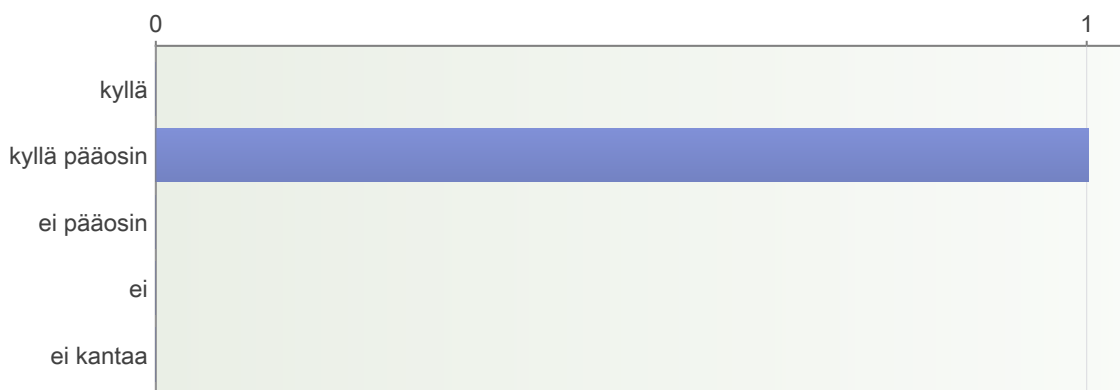 0 1
kyllä
kyllä pääosin
ei pääosin
ei
ei kantaa